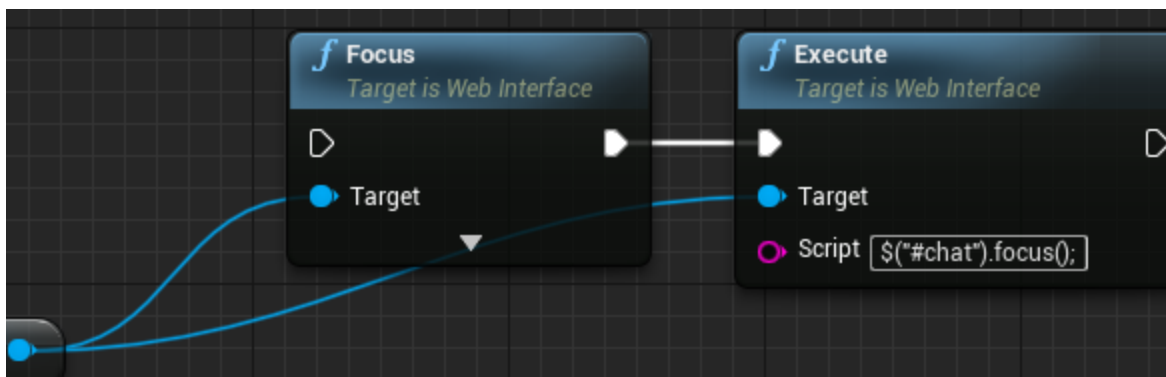 Focus
Target is Web Interface
Target
Execute
Target is Web Interface
Target
Script $("#chat").focus();